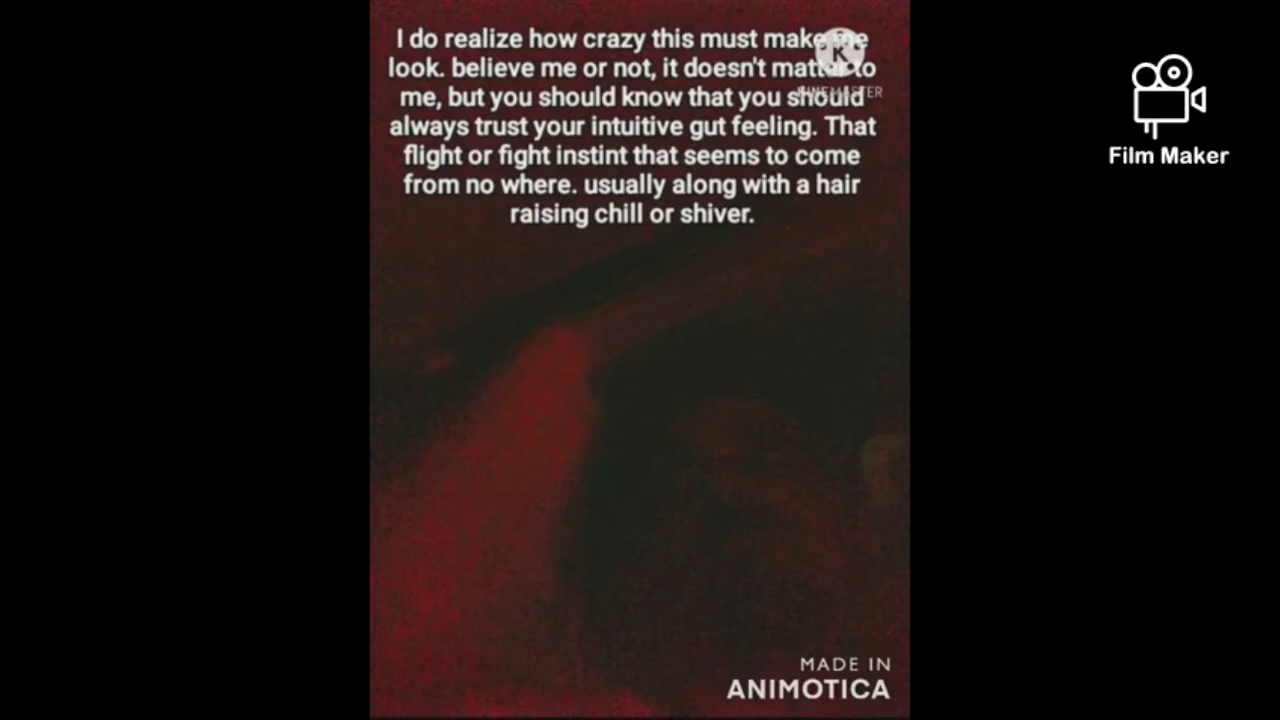 I do realize how crazy this must make me
look. believe me or not, it doesn't matter to
me, but you should know that you should
always trust your intuitive gut feeling. That
flight or fight instint that seems to come
from no where. usually along with a hair
raising chill or shiver.
KINEMASTER
Film Maker
MADE IN
ANIMOTICA